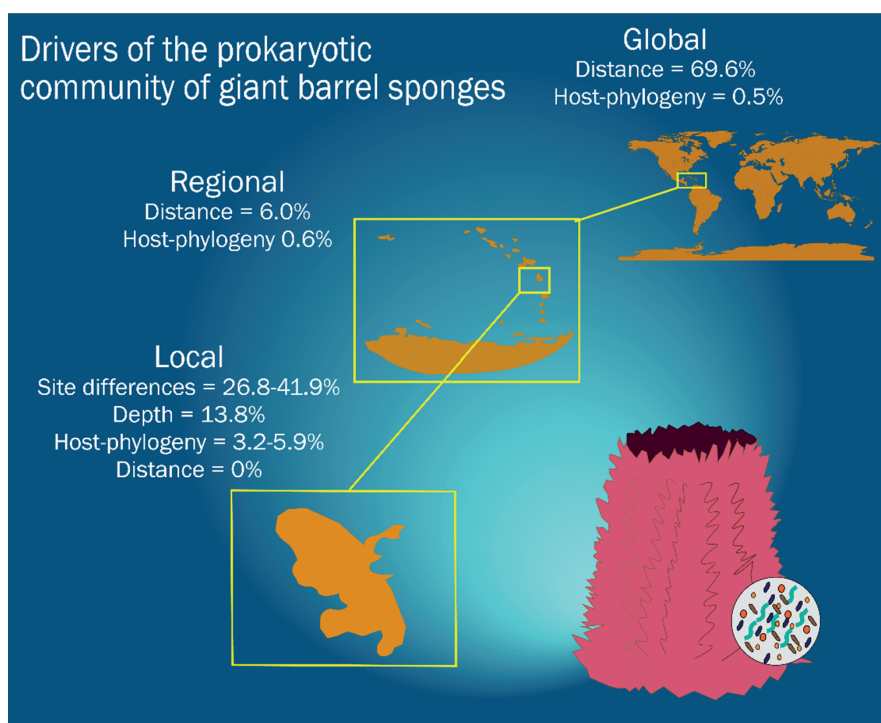 Drivers of the prokaryotic
community of giant barrel sponges
Global
Distance = 69.6%
Host-phylogeny = 0.5%
Regional
Distance = 6.0%
Host-phylogeny 0.6%
Local
Site differences = 26.8-41.9%
Depth = 13.8%
Host-phylogeny = 3.2-5.9%
Distance = 0%